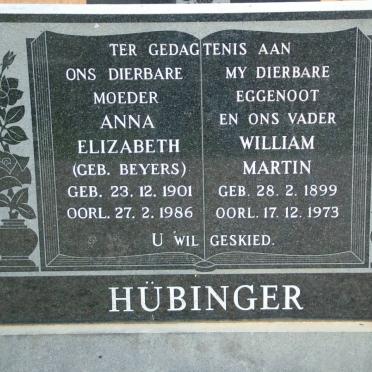 TER GEDAGTENIS AAN
ONS DIERBARE
MOEDER
ANNA
ELIZABETH
(GEB. BEYERS)
GEB. 23. 12. 1901
OORL. 27. 2. 1986
MY DIERBARE
EGGENOOT
EN ONS VADER
WILLIAM
MARTIN
GEB. 28. 2. 1899
OORL. 17. 12. 1973
U WIL GESKIED.
HÜBINGER